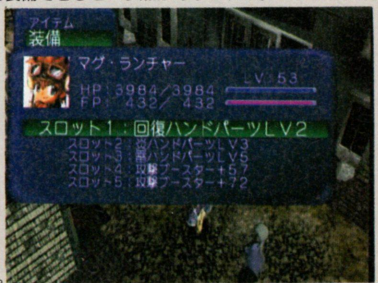 アイテム
装備
マグ・ランチャー
LV:53
HP:3984/3984
FP: 432/ 432
スロット1:回復ハンドパーツLV2
スロット2:ハンドパーツLV3
スロット3:ハンドパーツLV5
スロット4:攻撃ブースター+57
スロット5:攻撃ブースター+72